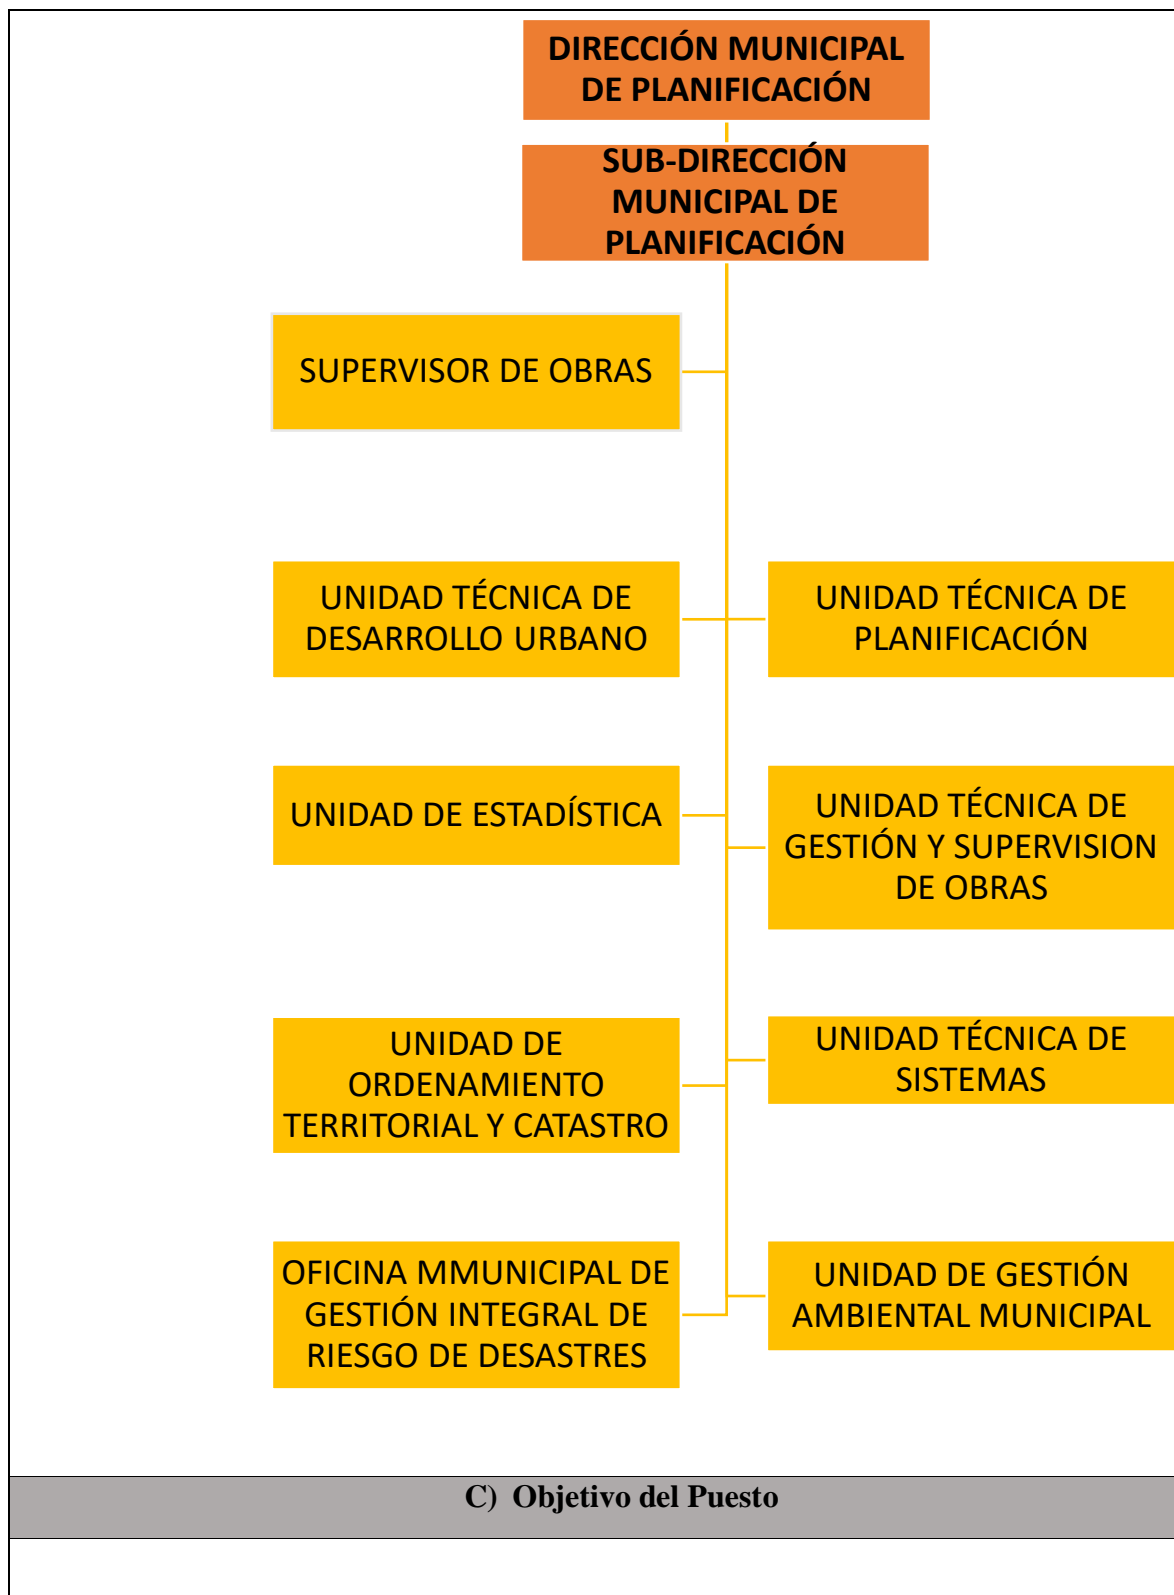 DIRECCIÓN MUNICIPAL
DE PLANIFICACIÓN
SUB-DIRECCIÓN
MUNICIPAL DE
PLANIFICACIÓN
SUPERVISOR DE OBRAS
UNIDAD TÉCNICA DE
DESARROLLO URBANO
UNIDAD TÉCNICA DE
PLANIFICACIÓN
UNIDAD DE ESTADÍSTICA
UNIDAD TÉCNICA DE
GESTIÓN Y SUPERVISION
DE OBRAS
UNIDAD DE
ORDENAMIENTO
TERRITORIAL Y CATASTRO
UNIDAD TÉCNICA DE
SISTEMAS
OFICINA MMUNICIPAL DE
GESTIÓN INTEGRAL DE
RIESGO DE DESASTRES
UNIDAD DE GESTIÓN
AMBIENTAL MUNICIPAL
C) Objetivo del Puesto